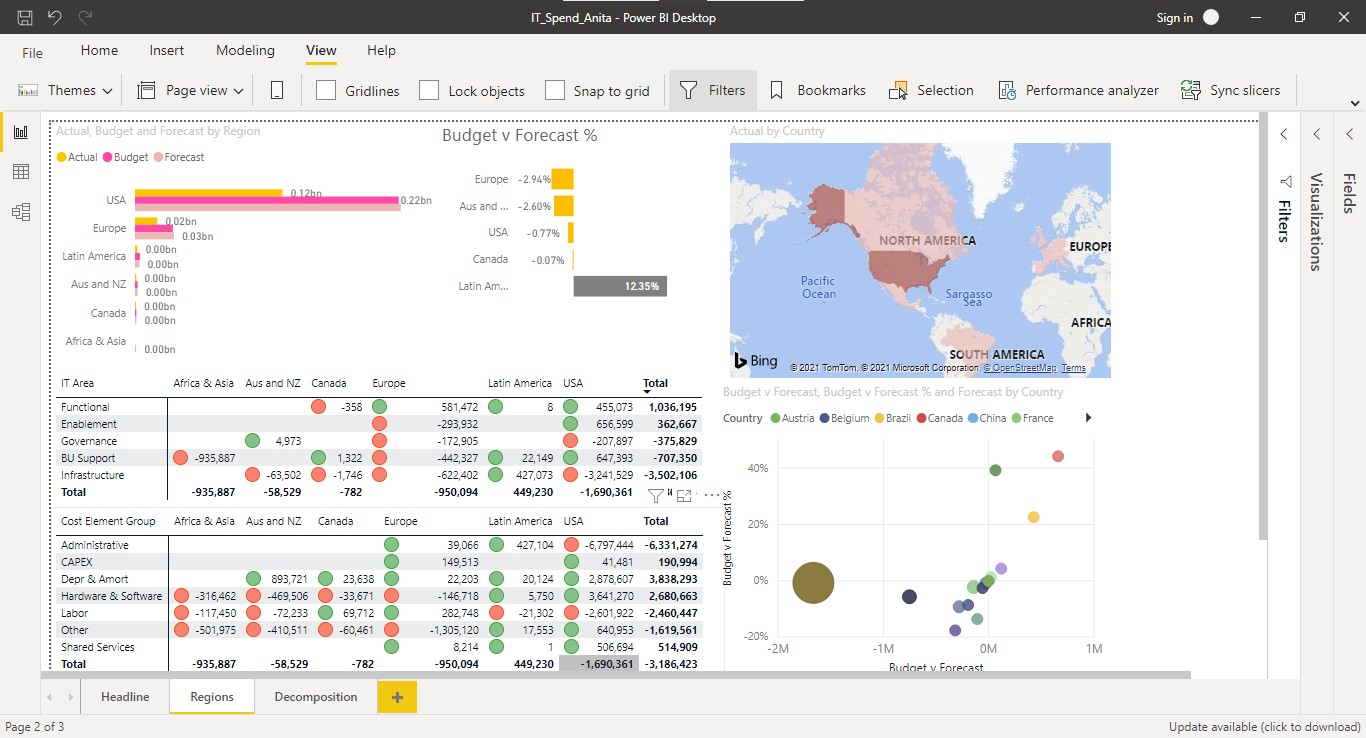 IT_Spend_Anita - Power BI Desktop
Sign in
File Home Insert Modeling View Help
Themes Page view Gridlines Lock objects Snap to grid Filters Bookmarks Selection Performance analyzer Sync slicers
Actual, Budget and Forecast by Region
Actual Budget Forecast
USA 0.12bn 0.22bn
Europe 0.02bn 0.03bn
Latin America 0.00bn 0.00bn
Aus and NZ 0.00bn 0.00bn
Canada 0.00bn 0.00bn
Africa & Asia 0.00bn
Budget v Forecast %
Europe -2.94%
Aus and ... -2.60%
USA -0.77%
Canada -0.07%
Latin Am... 12.35%
Actual by Country
NORTH AMERICA
EUROPE
Pacific
Ocean
Sargasso
Sea
AFRICA
SOUTH AMERICA
Bing
© 2021 TomTom, © 2021 Microsoft Corporation, © OpenStreetMap Terms
IT Area Africa & Asia Aus and NZ Canada Europe Latin America USA Total
Functional -358 581,472 8 455,073 1,036,195
Enablement -293,932 656,599 362,667
Governance 4,973 -172,905 -207,897 -375,829
BU Support -935,887 1,322 -442,327 22,149 647,393 -707,350
Infrastructure -63,502 -1,746 -622,402 427,073 -3,241,529 -3,502,106
Total -935,887 -58,529 -782 -950,094 449,230 -1,690,361
Cost Element Group Africa & Asia Aus and NZ Canada Europe Latin America USA Total
Administrative 39,066 427,104 -6,797,444 -6,331,274
CAPEX 149,513 41,481 190,994
Depr & Amort 893,721 23,638 22,203 20,124 2,878,607 3,838,293
Hardware & Software -316,462 -469,506 -33,671 -146,718 5,750 3,641,270 2,680,663
Labor -117,450 -72,233 69,712 282,748 -21,302 -2,601,922 -2,460,447
Other -501,975 -410,511 -60,461 -1,305,120 17,553 640,953 -1,619,561
Shared Services 8,214 1 506,694 514,909
Total -935,887 -58,529 -782 -950,094 449,230 -1,690,361 -3,186,423
Budget v Forecast, Budget v Forecast % and Forecast by Country
Country Austria Belgium Brazil Canada China France
Budget v Forecast %
40%
20%
0%
-20%
-2M -1M 0M 1M
Budget v Forecast
Filters
Visualizations
Fields
Headline Regions Decomposition
Page 2 of 3
Update available (click to download)